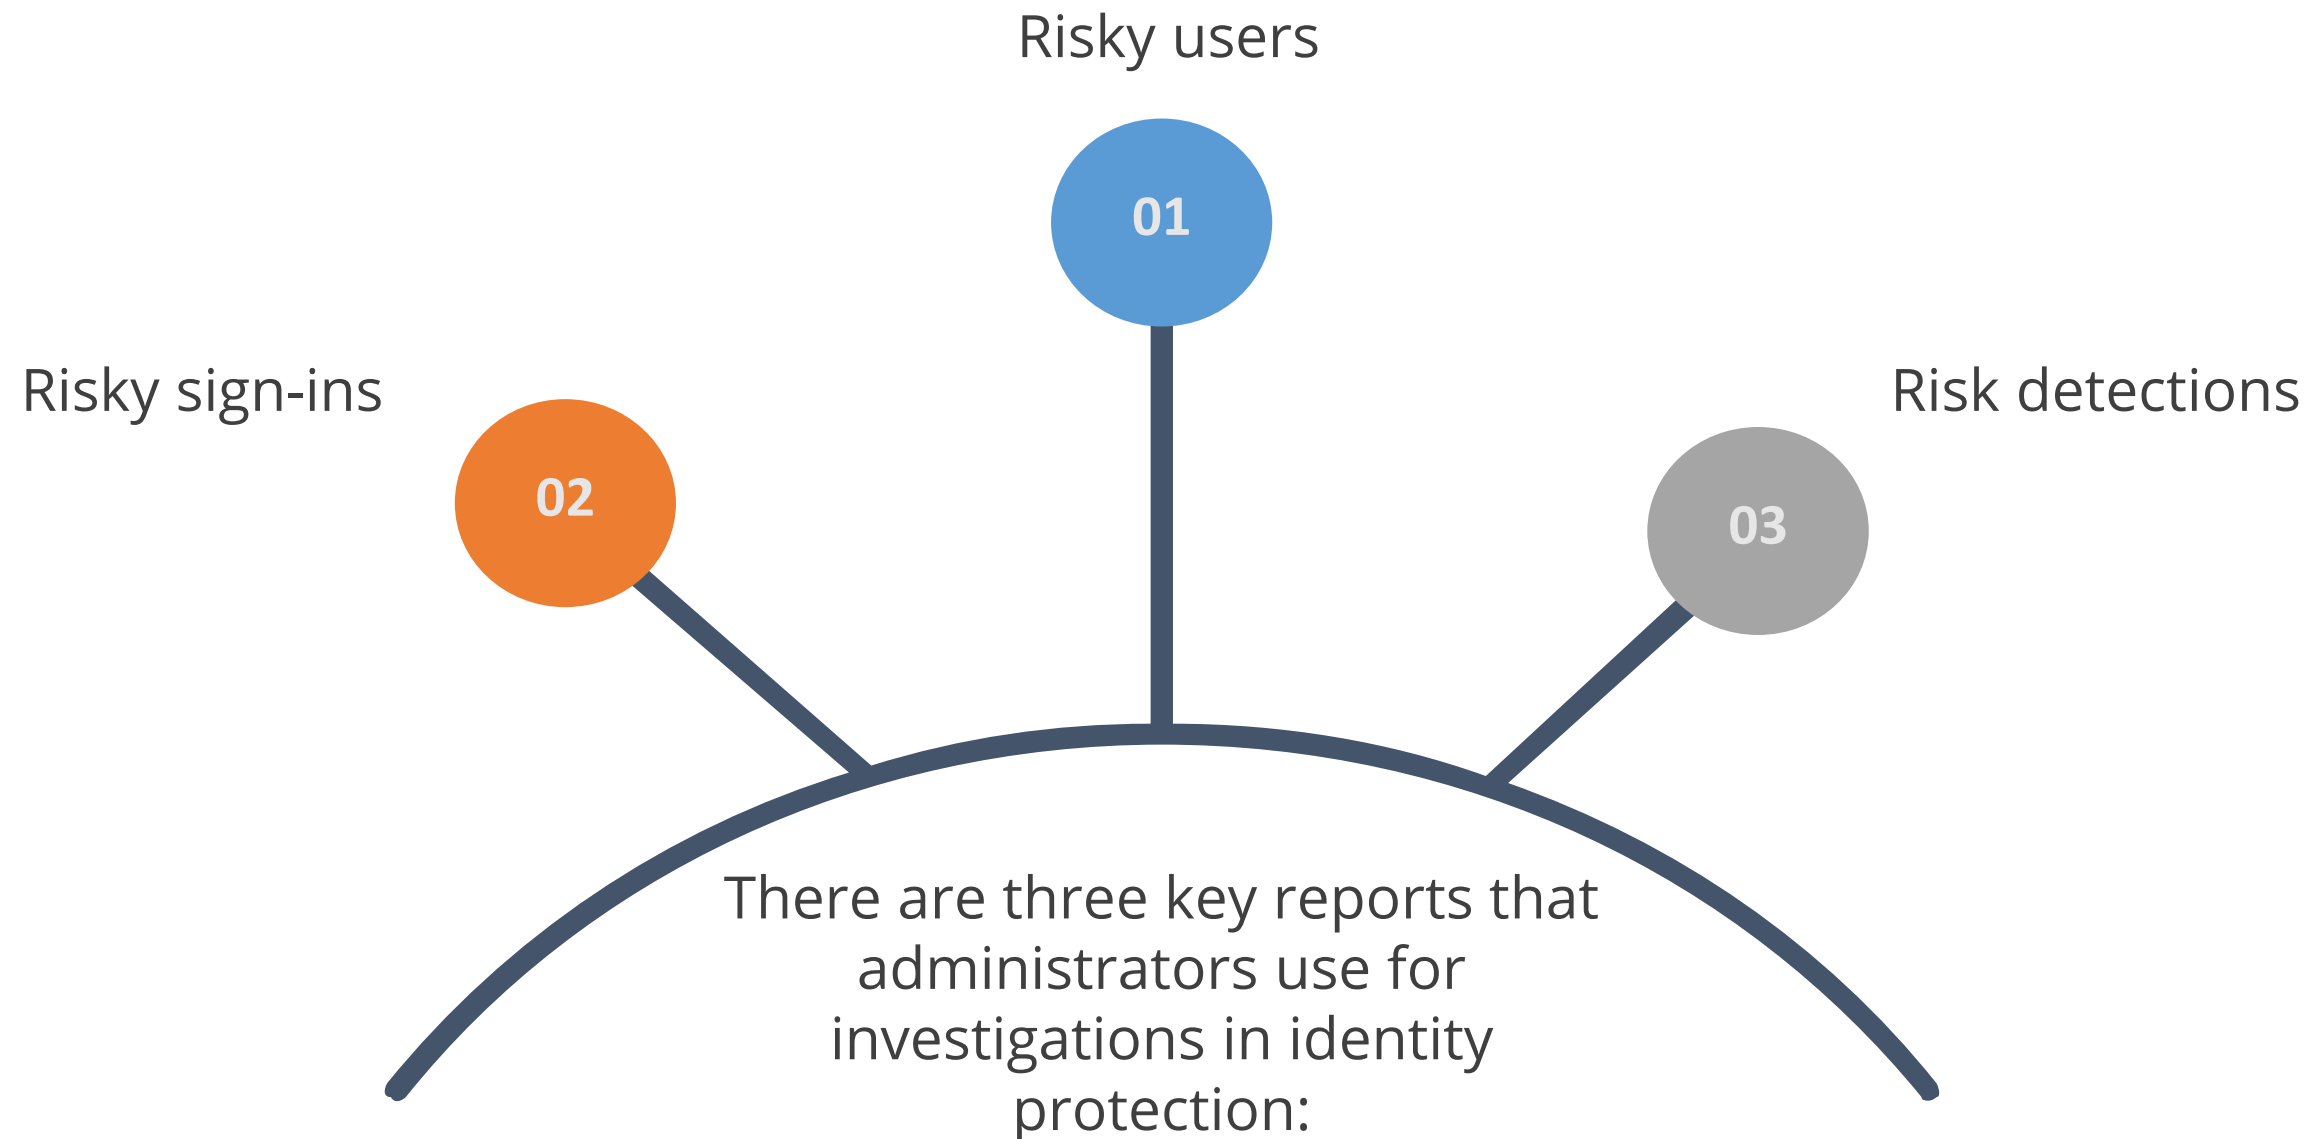 Risky users
01
Risky sign-ins
02
Risk detections
03
There are three key reports that
administrators use for
investigations in identity
protection: